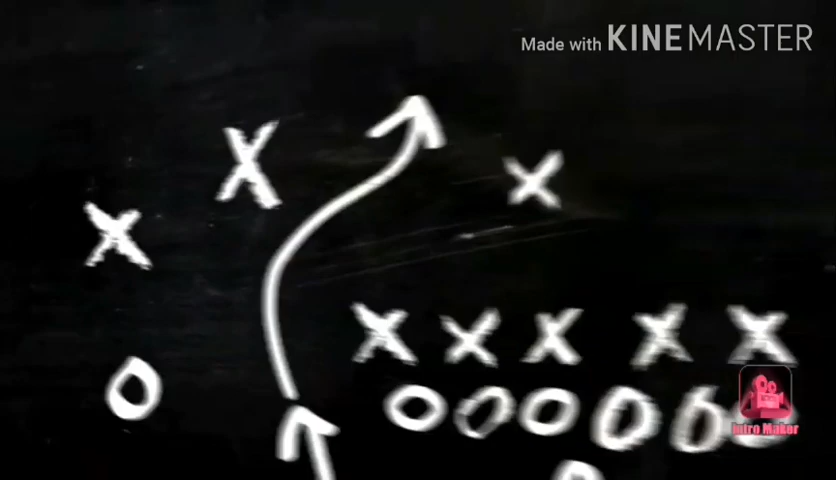 Made with KINEMASTER
X
X
X
X X X X X
O
O O O O O
Intro Maker